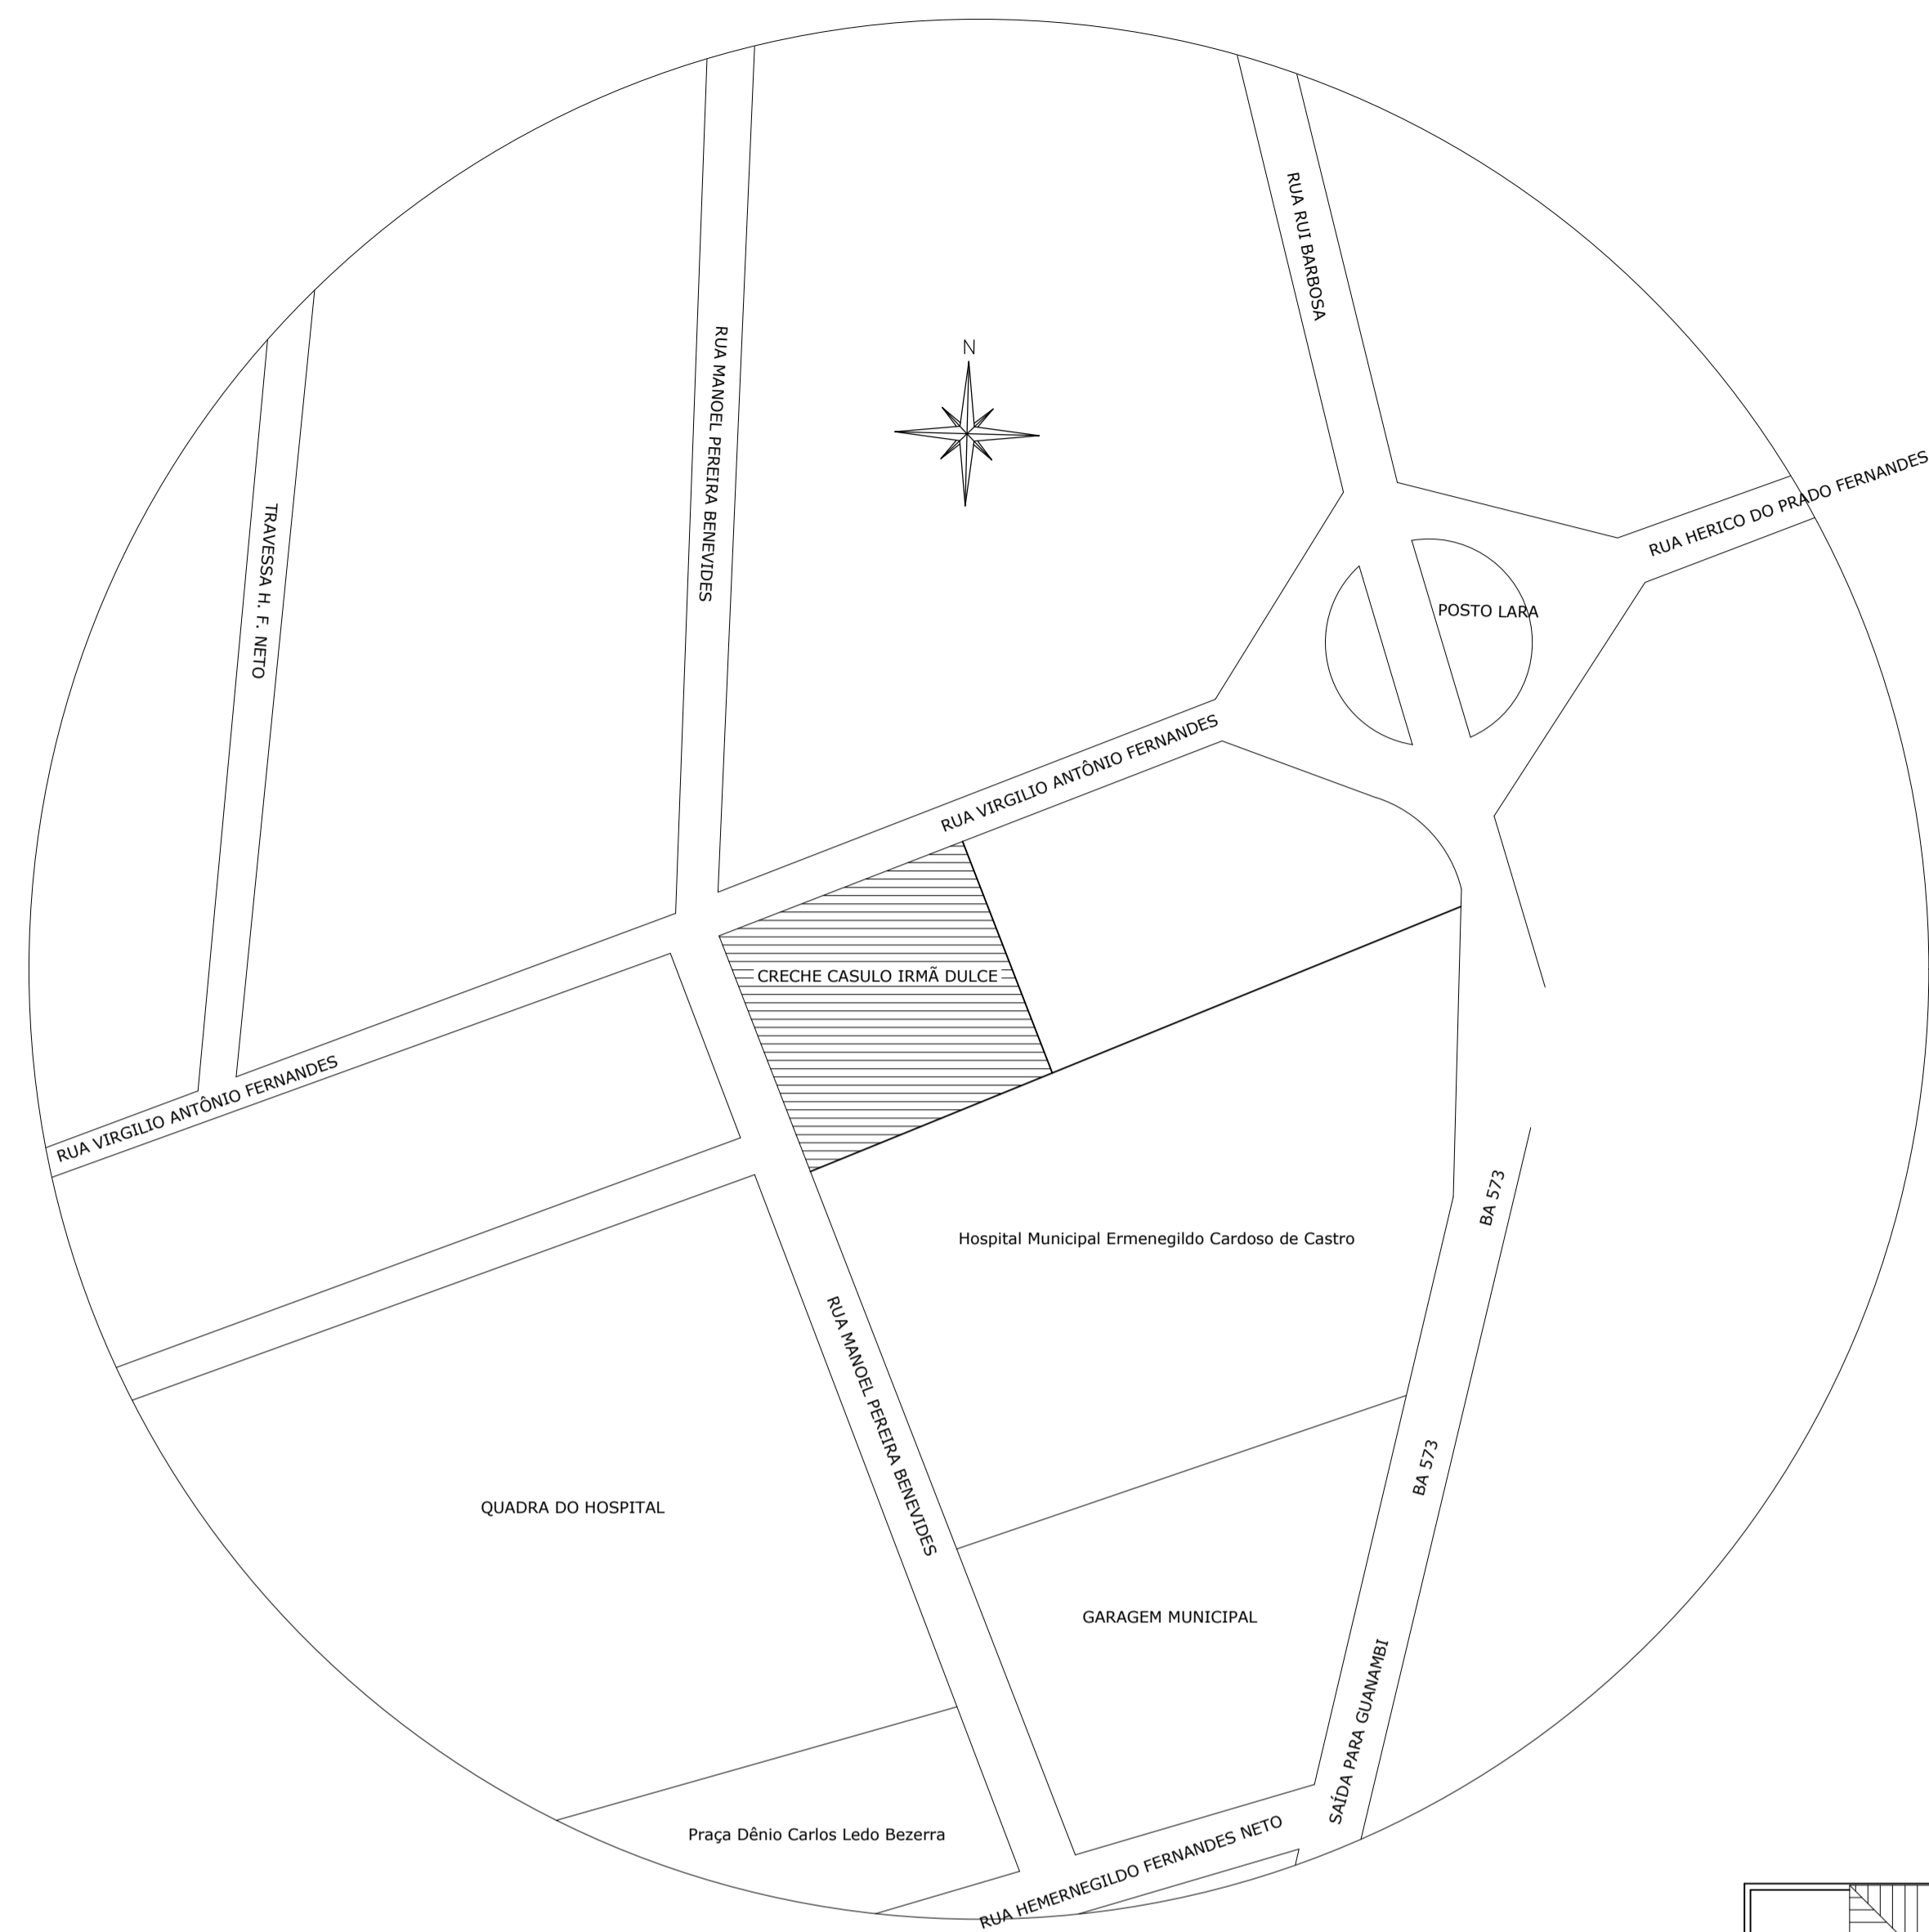 RUA RUI BARBOSA
N
RUA MANOEL PEREIRA BENEVIDES
RUA HERICO DO PRADO FERNANDES
TRAVESSA H. F. NETO
POSTO LARA
RUA VIRGILIO ANTÔNIO FERNANDES
CRECHE CASULO IRMÃ DULCE
RUA VIRGILIO ANTÔNIO FERNANDES
BA 573
Hospital Municipal Ermenegildo Cardoso de Castro
RUA MANOEL PEREIRA BENEVIDES
BA 573
QUADRA DO HOSPITAL
GARAGEM MUNICIPAL
SAÍDA PARA GUANAMBI
Praça Dênio Carlos Ledo Bezerra
RUA HEMERNEGILDO FERNANDES NETO